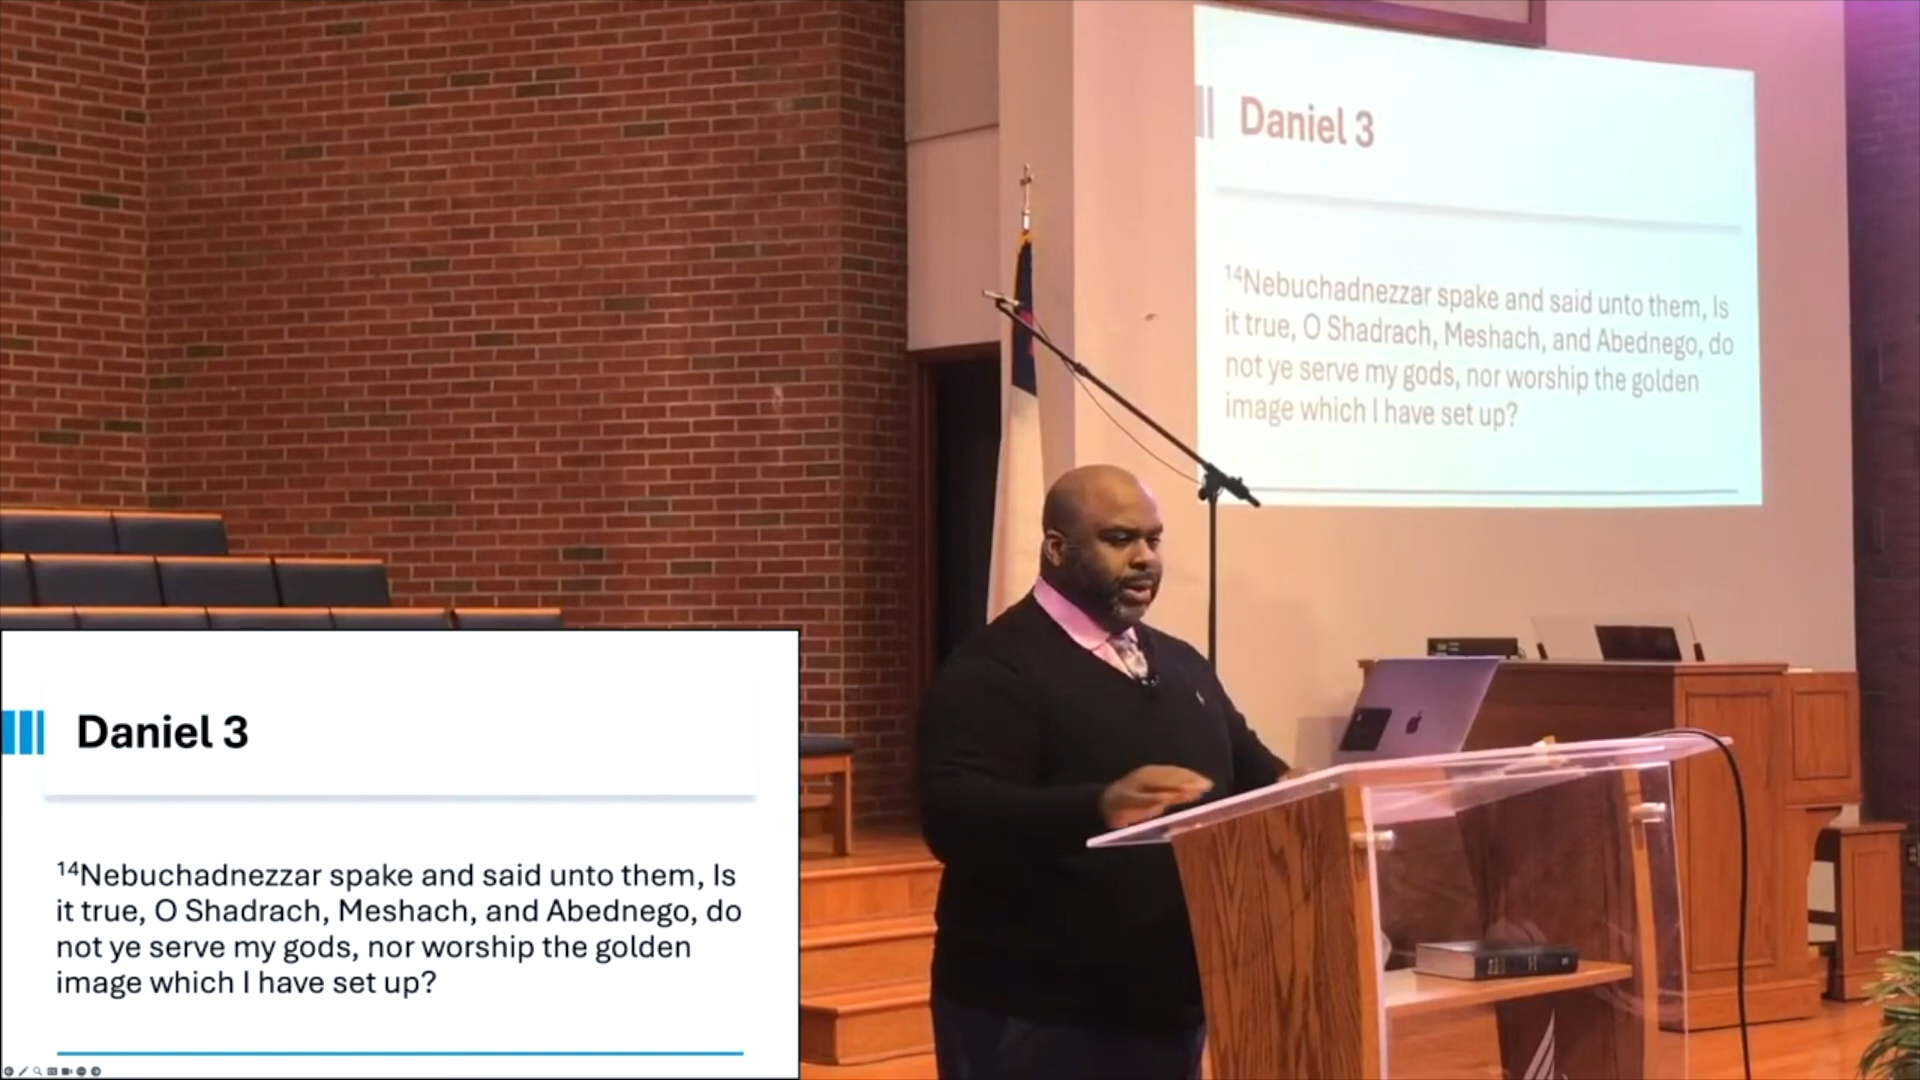 Daniel 3
¹⁴Nebuchadnezzar spake and said unto them, Is
it true, O Shadrach, Meshach, and Abednego, do
not ye serve my gods, nor worship the golden
image which I have set up?
Daniel 3
¹⁴Nebuchadnezzar spake and said unto them, Is
it true, O Shadrach, Meshach, and Abednego, do
not ye serve my gods, nor worship the golden
image which I have set up?